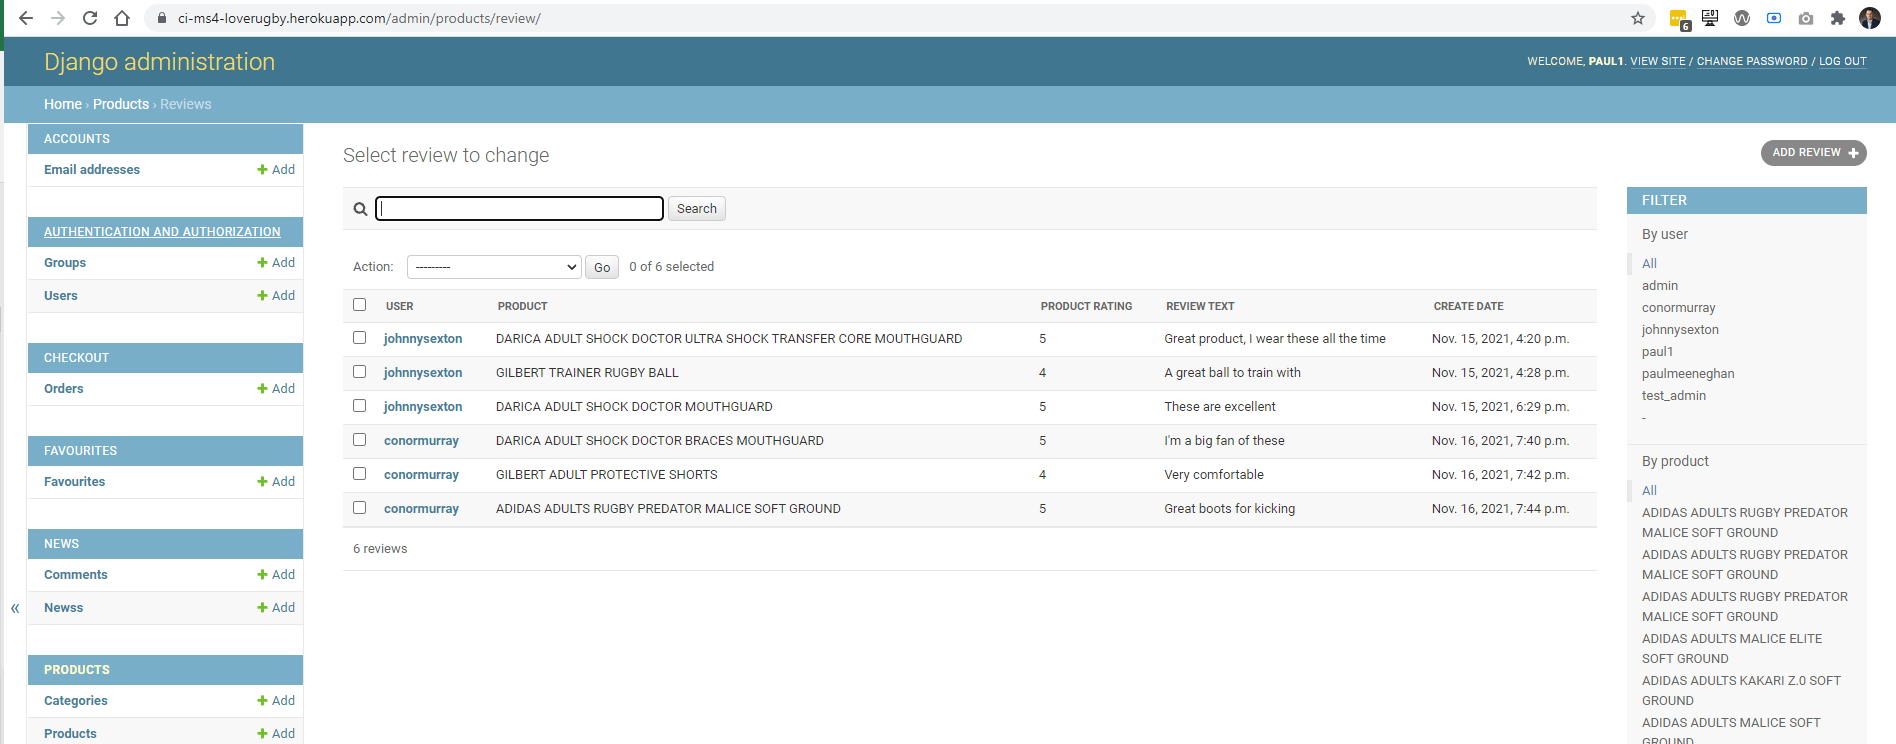 ci-ms4-loverugby.herokuapp.com/admin/products/review/
6
Django administration
WELCOME, PAUL1. VIEW SITE / CHANGE PASSWORD / LOG OUT
Home › Products › Reviews
ACCOUNTS
Email addresses + Add
AUTHENTICATION AND AUTHORIZATION
Groups + Add
Users + Add
CHECKOUT
Orders + Add
FAVOURITES
Favourites + Add
NEWS
Comments + Add
Newss + Add
PRODUCTS
Categories + Add
Products + Add
«
Select review to change
ADD REVIEW +
Search
Action: --------- Go 0 of 6 selected
USER PRODUCT PRODUCT RATING REVIEW TEXT CREATE DATE
johnnysexton DARICA ADULT SHOCK DOCTOR ULTRA SHOCK TRANSFER CORE MOUTHGUARD 5 Great product, I wear these all the time Nov. 15, 2021, 4:20 p.m.
johnnysexton GILBERT TRAINER RUGBY BALL 4 A great ball to train with Nov. 15, 2021, 4:28 p.m.
johnnysexton DARICA ADULT SHOCK DOCTOR MOUTHGUARD 5 These are excellent Nov. 15, 2021, 6:29 p.m.
conormurray DARICA ADULT SHOCK DOCTOR BRACES MOUTHGUARD 5 I'm a big fan of these Nov. 16, 2021, 7:40 p.m.
conormurray GILBERT ADULT PROTECTIVE SHORTS 4 Very comfortable Nov. 16, 2021, 7:42 p.m.
conormurray ADIDAS ADULTS RUGBY PREDATOR MALICE SOFT GROUND 5 Great boots for kicking Nov. 16, 2021, 7:44 p.m.
6 reviews
FILTER
By user
All
admin
conormurray
johnnysexton
paul1
paulmeeneghan
test_admin
-
By product
All
ADIDAS ADULTS RUGBY PREDATOR
MALICE SOFT GROUND
ADIDAS ADULTS RUGBY PREDATOR
MALICE SOFT GROUND
ADIDAS ADULTS RUGBY PREDATOR
MALICE SOFT GROUND
ADIDAS ADULTS MALICE ELITE
SOFT GROUND
ADIDAS ADULTS KAKARI Z.0 SOFT
GROUND
ADIDAS ADULTS MALICE SOFT
GROUND